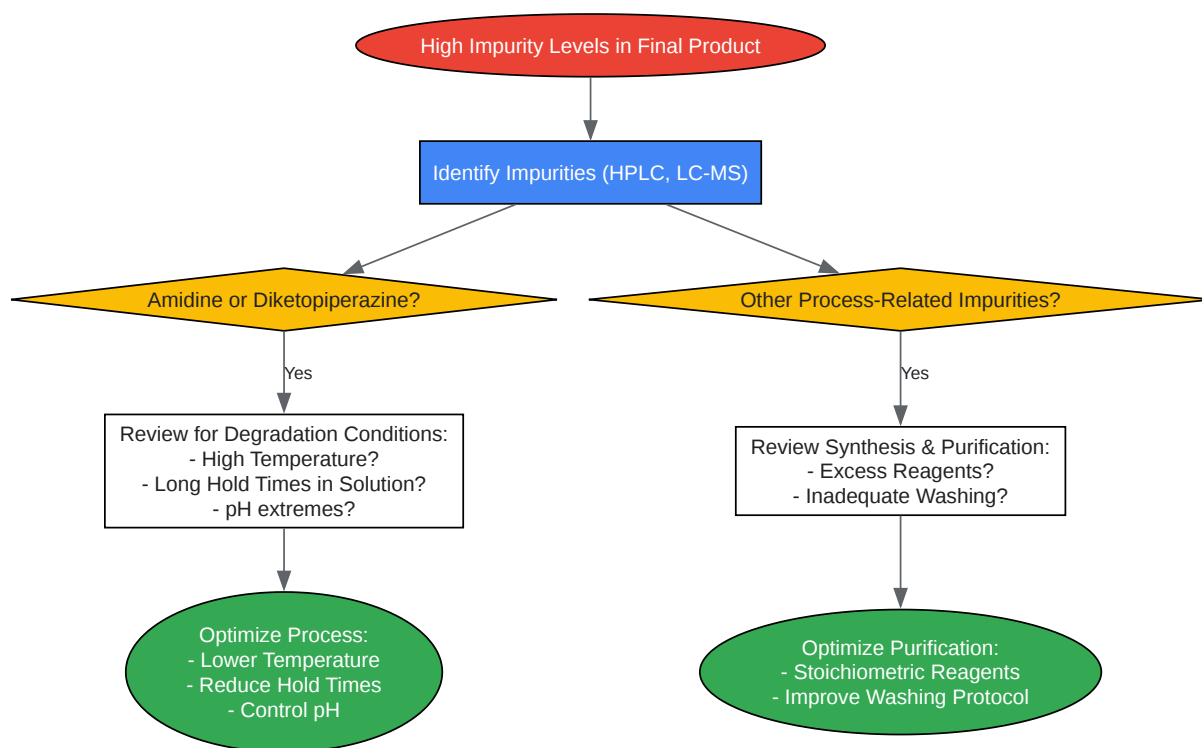 High Impurity Levels in Final Product
Identify Impurities (HPLC, LC-MS)
Amidine or Diketopiperazine?
Other Process-Related Impurities?
Yes
Yes
Review for Degradation Conditions:
- High Temperature?
- Long Hold Times in Solution?
- pH extremes?
Review Synthesis & Purification:
- Excess Reagents?
- Inadequate Washing?
Optimize Process:
- Lower Temperature
- Reduce Hold Times
- Control pH
Optimize Purification:
- Stoichiometric Reagents
- Improve Washing Protocol